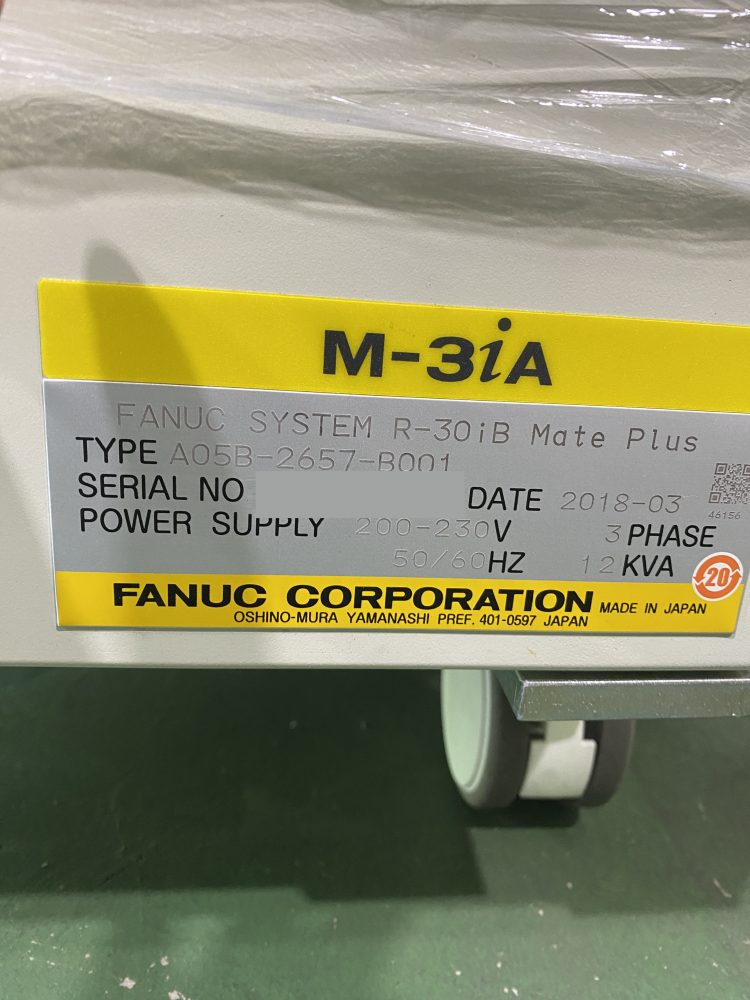 M-3iA
FANUC SYSTEM R-30iB Mate Plus
TYPE A05B-2657-B001
SERIAL NO DATE 2018-03
46156
POWER SUPPLY 200-230V 3 PHASE
50/60HZ 12 KVA
20
FANUC CORPORATION MADE IN JAPAN
OSHINO-MURA YAMANASHI PREF. 401-0597 JAPAN